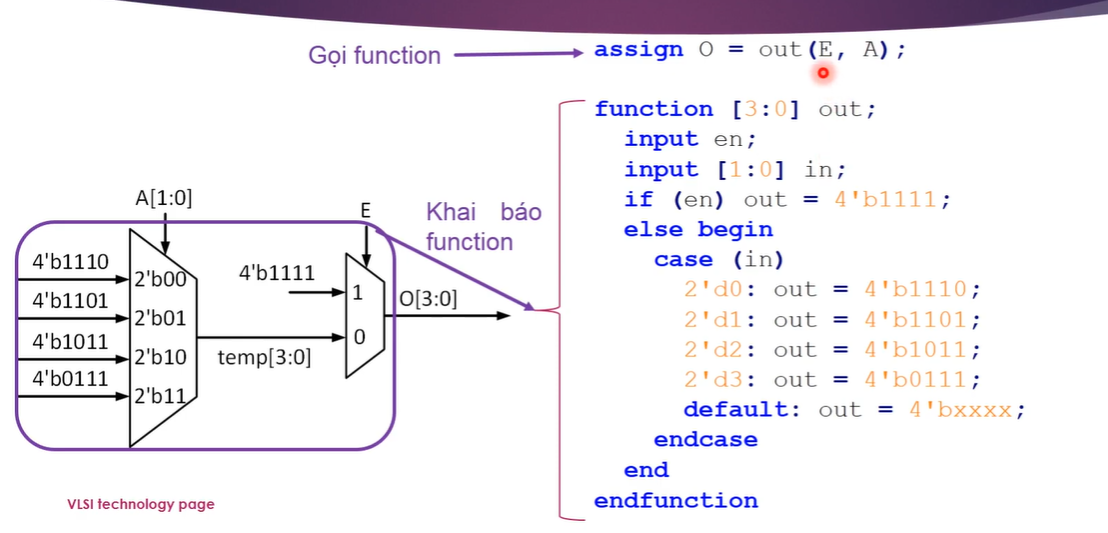 Gọi function
assign O = out(E, A);
function [3:0] out;
input en;
input [1:0] in;
if (en) out = 4'b1111;
else begin
case (in)
2'd0: out = 4'b1110;
2'd1: out = 4'b1101;
2'd2: out = 4'b1011;
2'd3: out = 4'b0111;
default: out = 4'bxxxx;
endcase
end
endfunction
Khai báo
function
A[1:0]
E
4'b1110
2'b00
4'b1101
2'b01
4'b1011
2'b10
4'b0111
2'b11
4'b1111
1
0
temp[3:0]
O[3:0]
VLSI technology page